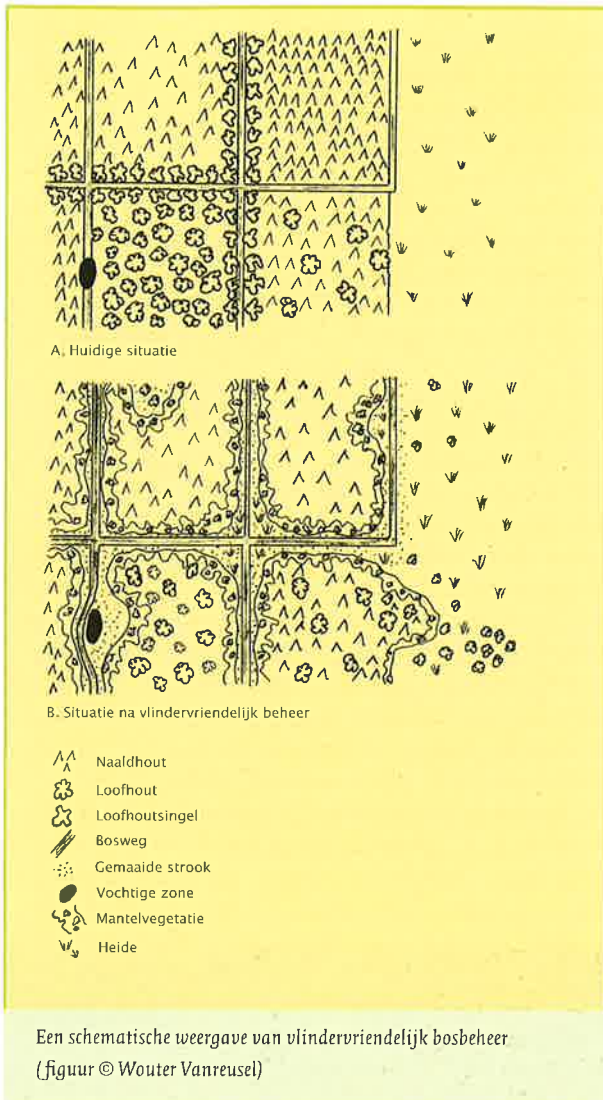 A. Huidige situatie
B. Situatie na vlindervriendelijk beheer
Naaldhout
Loofhout
Loofhoutsingel
Bosweg
Gemaaide strook
Vochtige zone
Mantelvegetatie
Heide
Een schematische weergave van vlindervriendelijk bosbeheer
(figuur © Wouter Vanreusel)